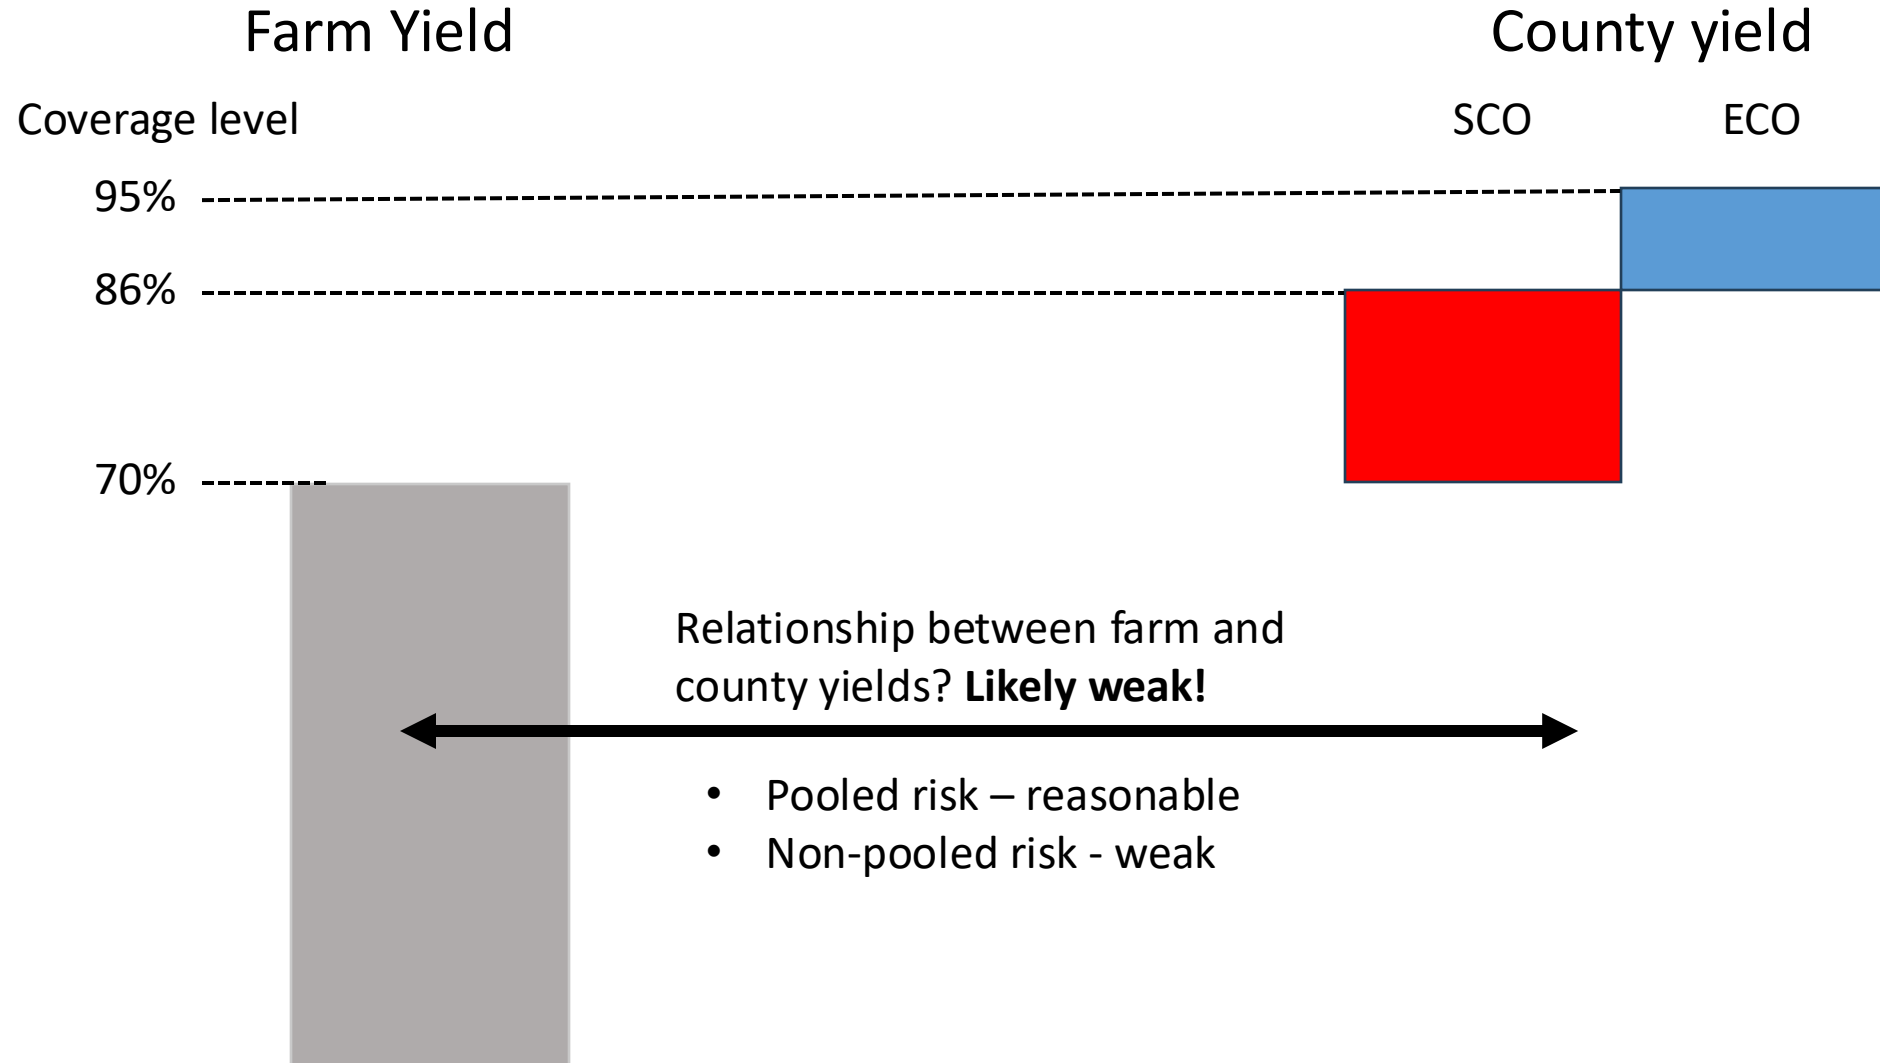 Farm Yield
County yield
Coverage level
SCO
ECO
95%
86%
70%
Relationship between farm and
county yields? Likely weak!
• Pooled risk – reasonable
• Non-pooled risk - weak